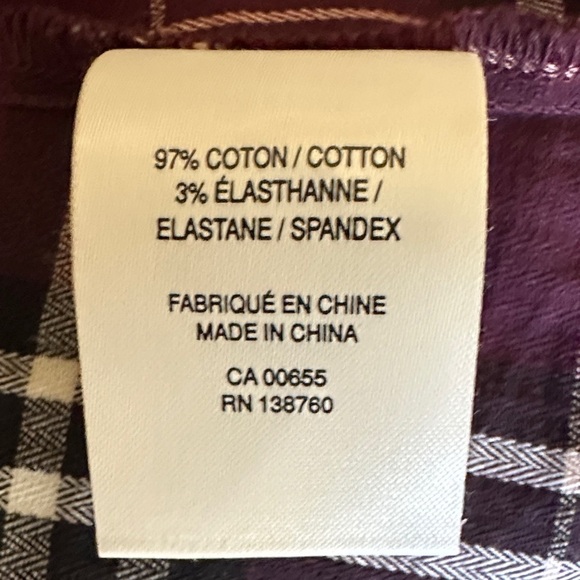 97% COTON / COTTON
3% ÉLASTHANNE /
ELASTANE / SPANDEX
FABRIQUÉ EN CHINE
MADE IN CHINA
CA 00655
RN 138760